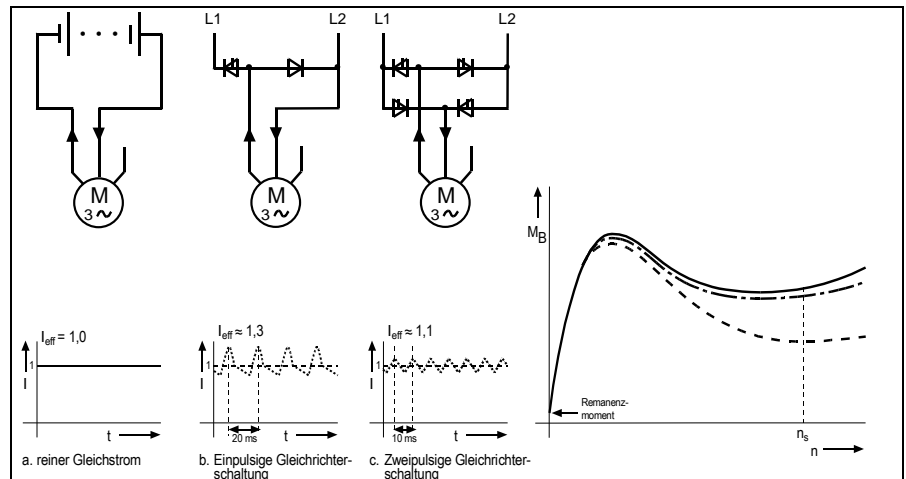 L1
L2
L1
L2
M
3 ~
M
3 ~
M
3 ~
I eff = 1,0
I
1
t
a. reiner Gleichstrom
I eff ≈ 1,3
I
1
20 ms
t
b. Einpulsige Gleichrichter-
schaltung
I eff ≈ 1,1
I
1
10 ms
t
c. Zweipulsige Gleichrichter-
schaltung
M B
Remanenz-
moment
n s
n